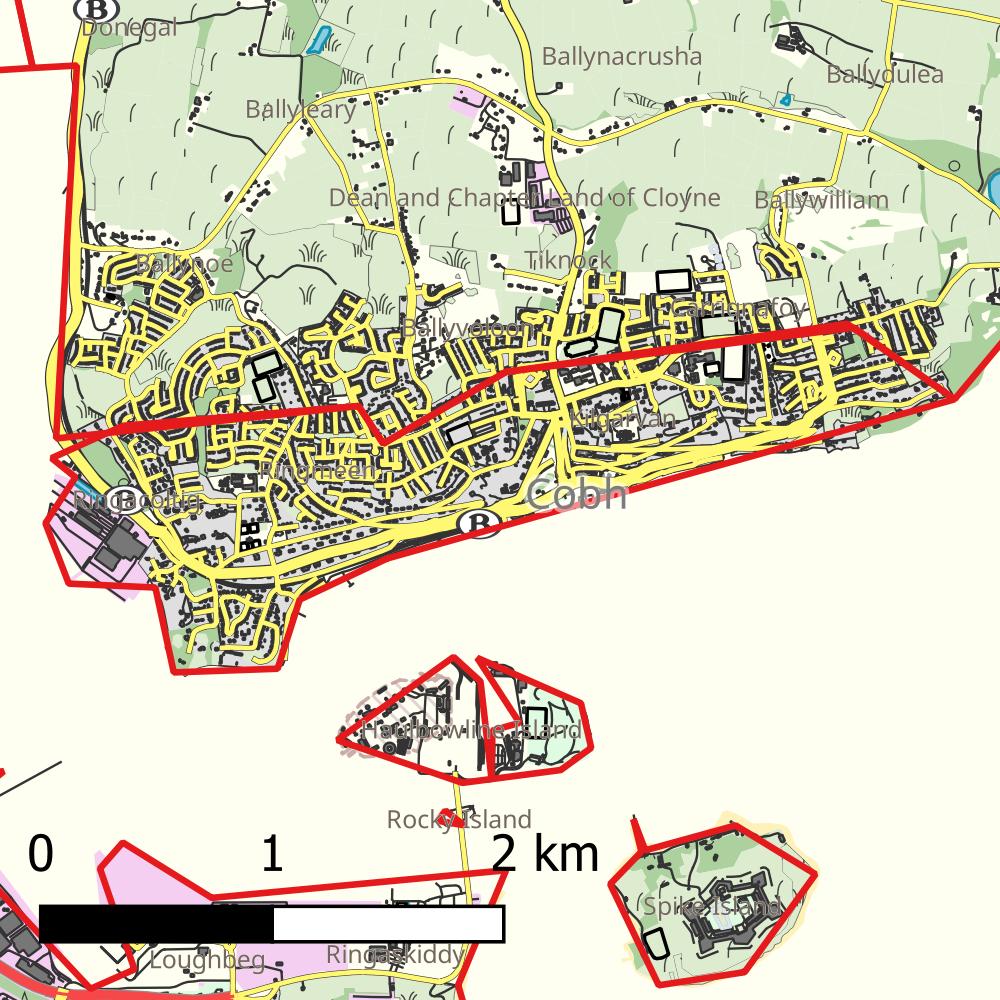 B
Donegal
Ballynacrusha
Ballydulea
Ballyleary
Dean and Chapter Land of Cloyne
Ballywilliam
Ballynoe
Tiknock
Carrignafoy
Ballyvoloon
Kilgarvan
Ringmeen
Ringacoltig
Cobh
B
Haulbowline Island
Rocky Island
0 1 2 km
Spike Island
Loughbeg
Ringaskiddy